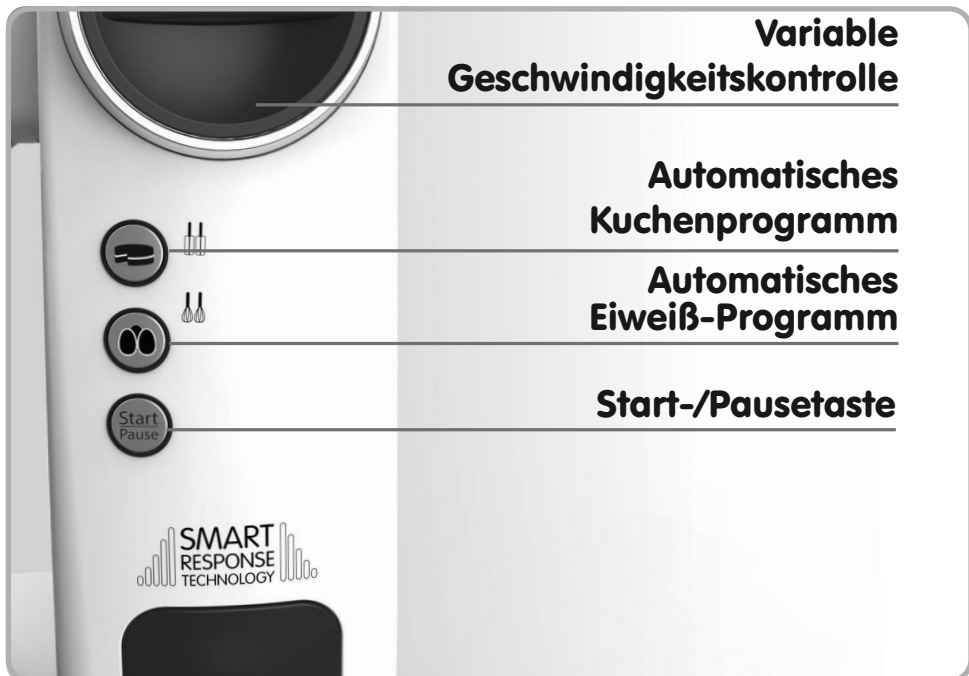 Variable
Geschwindigkeitskontrolle
Automatisches
Kuchenprogramm
Automatisches
Eiweiß-Programm
Start
Pause
Start-/Pausetaste
SMART
RESPONSE
TECHNOLOGY